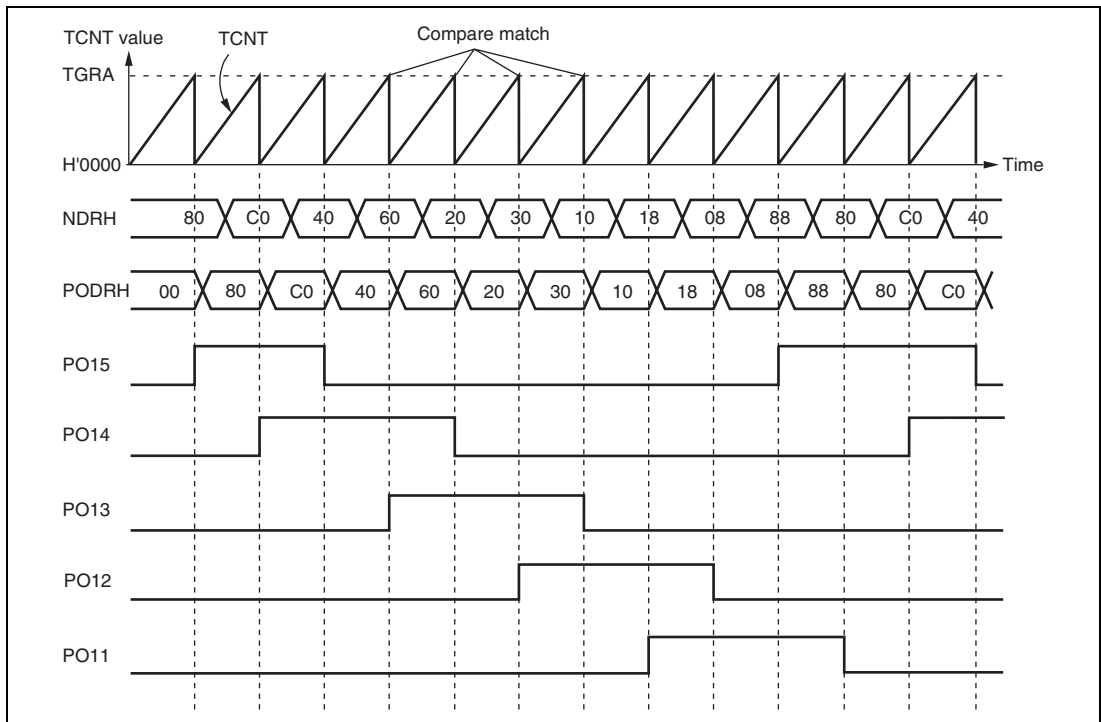 TCNT value TCNT Compare match
TGRA
H'0000 Time
NDRH 80 C0 40 60 20 30 10 18 08 88 80 C0 40
PODRH 00 80 C0 40 60 20 30 10 18 08 88 80 C0
PO15
PO14
PO13
PO12
PO11